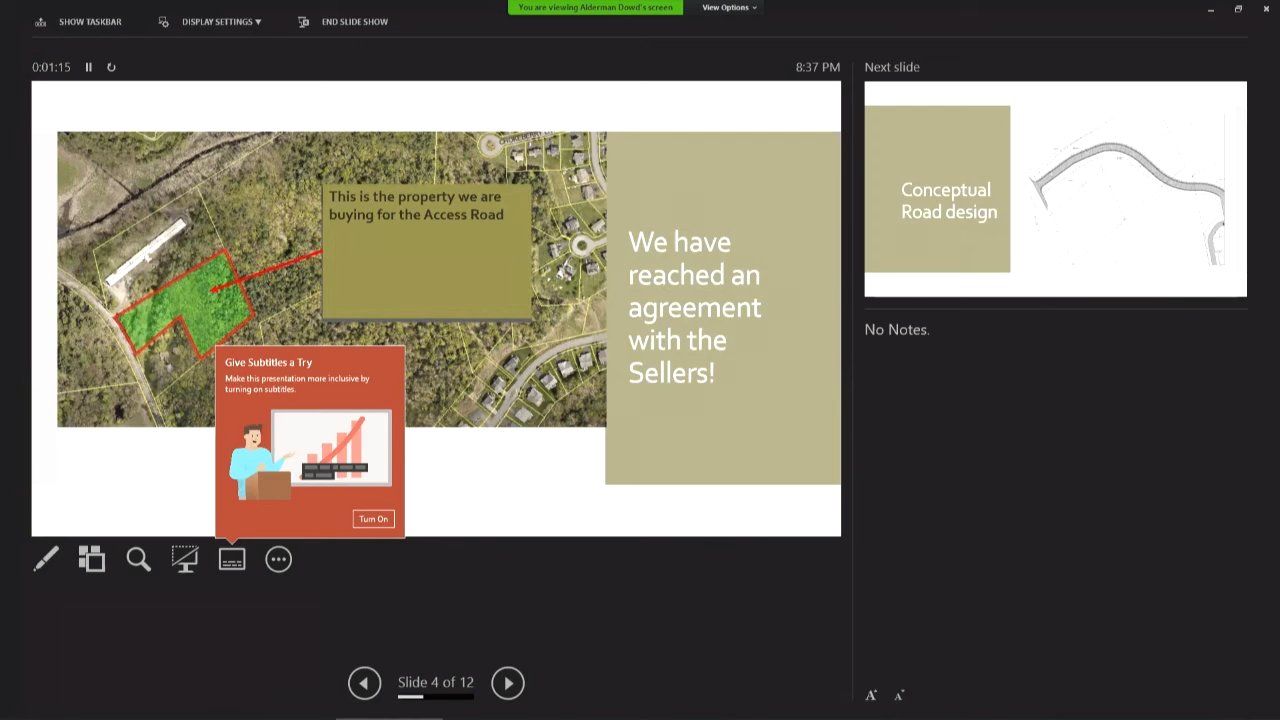 You are viewing Alderman Dowd's screen
View Options
SHOW TASKBAR
DISPLAY SETTINGS
END SLIDE SHOW
0:01:15
8:37 PM
Next slide
This is the property we are
buying for the Access Road
We have
reached an
agreement
with the
Sellers!
Conceptual
Road design
No Notes.
Give Subtitles a Try
Make this presentation more inclusive by
turning on subtitles.
Turn On
Slide 4 of 12
A
A